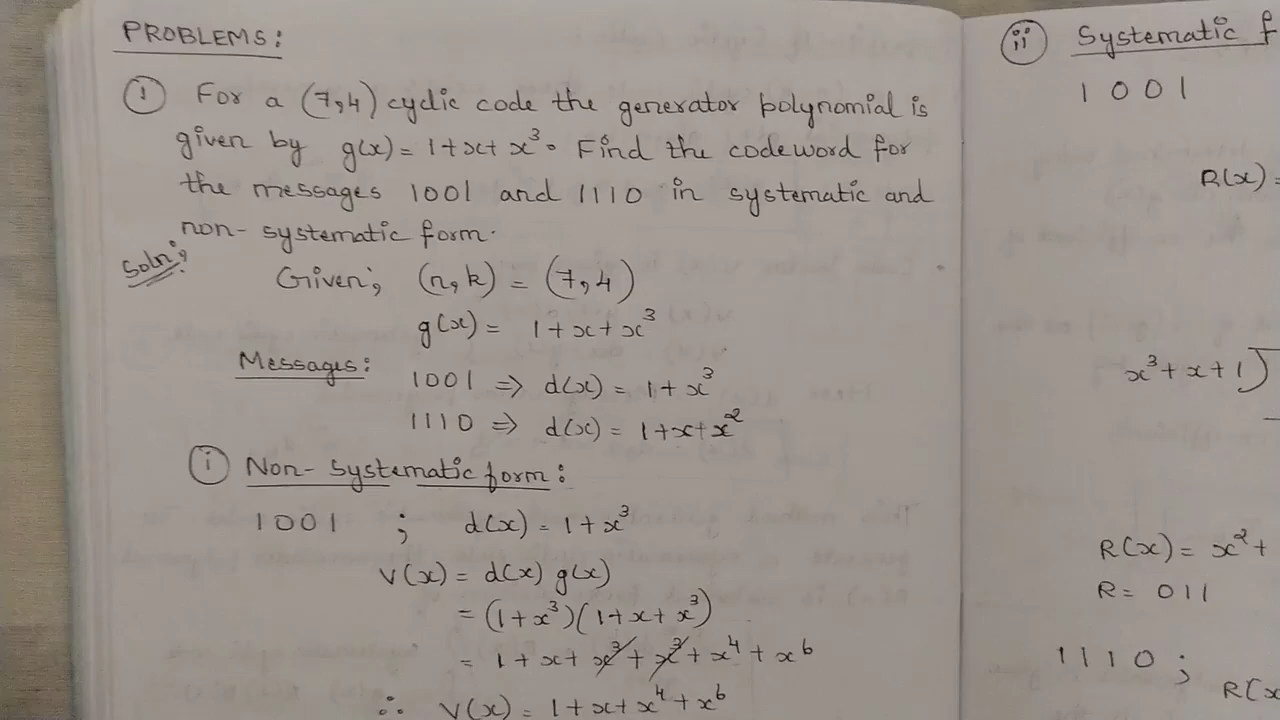 PROBLEMS:
① For a (7,4) cyclic code the generator polynomial is
given by g(x) = 1+x+x³. Find the codeword for
the messages 1001 and 1110 in systematic and
non-systematic form.
Soln:
Given; (n,k) = (7,4)
g(x) = 1+x+x³
Messages:
1001 ⇒ d(x) = 1+x³
1110 ⇒ d(x) = 1+x+x²
ⓘ Non-Systematic form:
1001 ; d(x) = 1+x³
V(x) = d(x) g(x)
= (1+x³)(1+x+x³)
= 1+x+x³+x³+x⁴+x⁶
∴ V(x) = 1+x+x⁴+x⁶
ii Systematic f
1001
R(x) =
x³+x+1
R(x) = x²+
R = 011
1110 ;
R(x